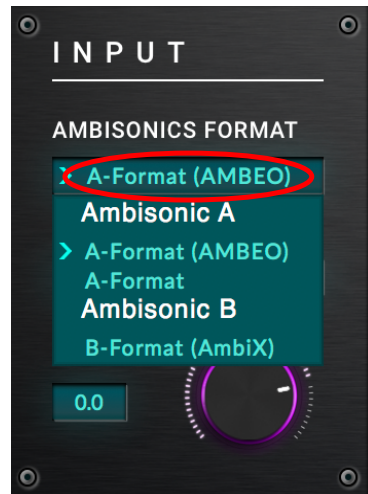 INPUT
AMBISONICS FORMAT
A-Format (AMBEO)
Ambisonic A
A-Format (AMBEO)
A-Format
Ambisonic B
B-Format (AmbiX)
0.0